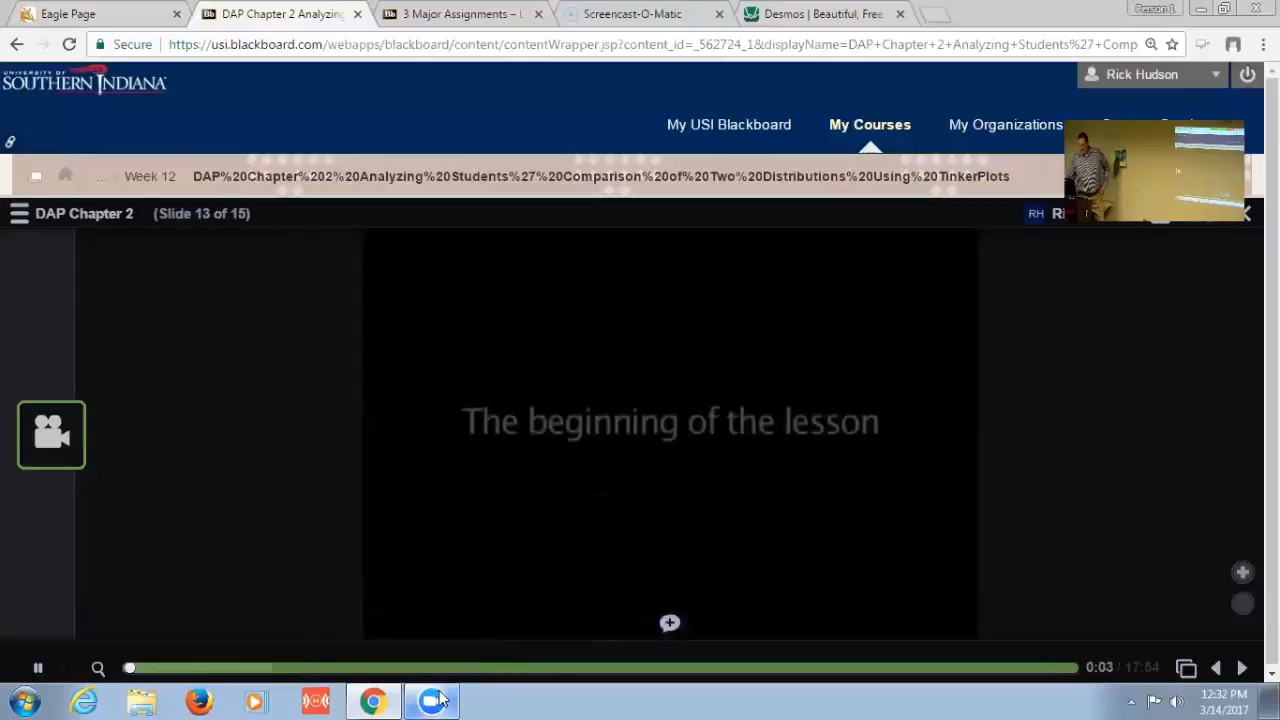 Eagle Page
DAP Chapter 2 Analyzing
3 Major Assignments – L
Screencast-O-Matic
Desmos | Beautiful, Free
Person 1
Secure
https://usi.blackboard.com/webapps/blackboard/content/contentWrapper.jsp?content_id=_562724_1&displayName=DAP+Chapter+2+Analyzing+Students%27+Comp
UNIVERSITY OF
SOUTHERN INDIANA
Rick Hudson
My USI Blackboard
My Courses
My Organizations
... Week 12 DAP%20Chapter%202%20Analyzing%20Students%27%20Comparison%20of%20Two%20Distributions%20Using%20TinkerPlots
DAP Chapter 2 (Slide 13 of 15)
RH
The beginning of the lesson
0:03 / 17:54
12:32 PM
3/14/2017